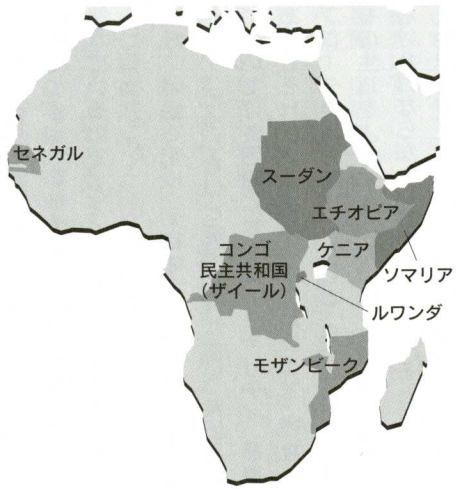 セネガル
スーダン
エチオピア
コンゴ
民主共和国
（ザイール）
ケニア
ソマリア
ルワンダ
モザンビーク